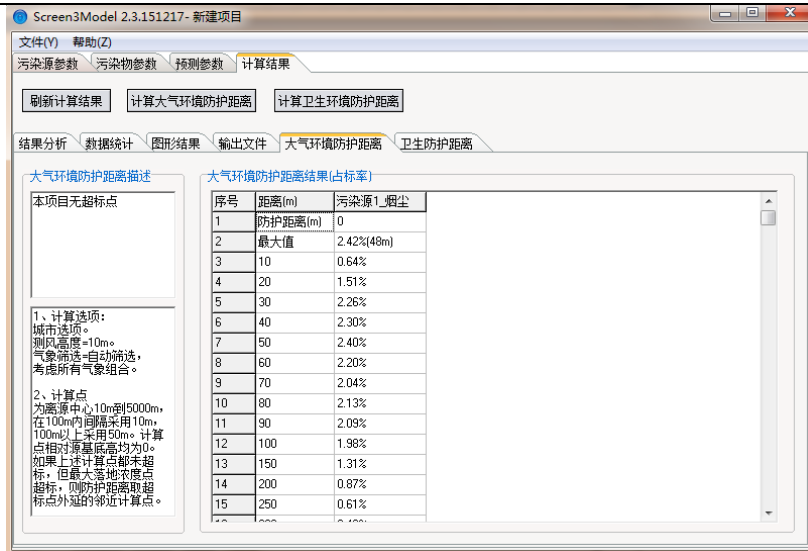 Screen3Model 2.3.151217- 新建项目
文件(Y) 帮助(Z)
污染源参数 污染物参数 预测参数 计算结果
刷新计算结果 计算大气环境防护距离 计算卫生环境防护距离
结果分析 数据统计 图形结果 输出文件 大气环境防护距离 卫生防护距离
大气环境防护距离描述
本项目无超标点
1、计算选项:
城市选项。
测风高度=10m。
气象筛选=自动筛选,
考虑所有气象组合。
2、计算点
为离源中心10m到5000m,
在100m内间隔采用10m,
100m以上采用50m。计算
点相对源基底高均为0。
如果上述计算点都未超
标,但最大落地浓度点
超标,则防护距离取超
标点外延的邻近计算点。
大气环境防护距离结果(占标率)
序号 距离(m) 污染源1_烟尘
1 防护距离(m) 0
2 最大值 2.42%(48m)
3 10 0.64%
4 20 1.51%
5 30 2.26%
6 40 2.30%
7 50 2.40%
8 60 2.20%
9 70 2.04%
10 80 2.13%
11 90 2.09%
12 100 1.98%
13 150 1.31%
14 200 0.87%
15 250 0.61%